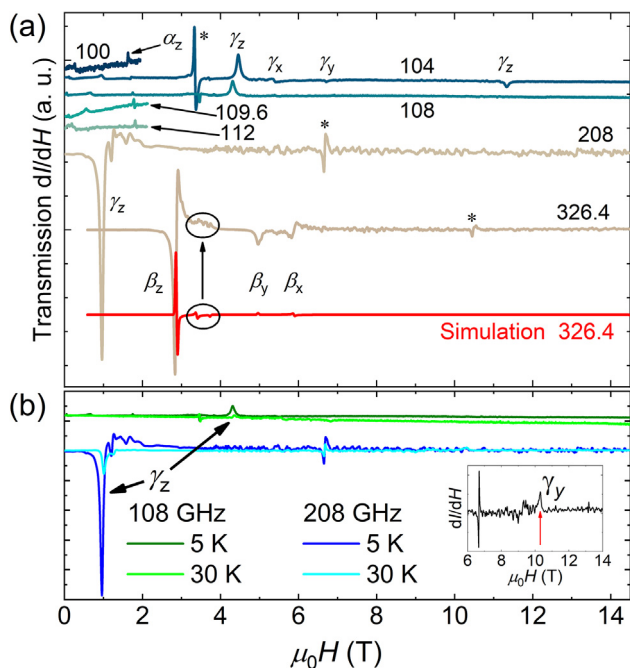 (a)
100
α_z
*
γ_z
γ_x
γ_y
104
γ_z
108
109.6
112
*
208
γ_z
326.4
*
β_z
β_y
β_x
Simulation 326.4
Transmission dI/dH (a. u.)
(b)
γ_z
108 GHz
208 GHz
5 K
5 K
30 K
30 K
dI/dH
γ_y
6 8 10 12 14
μ₀H (T)
0 2 4 6 8 10 12 14
μ₀H (T)